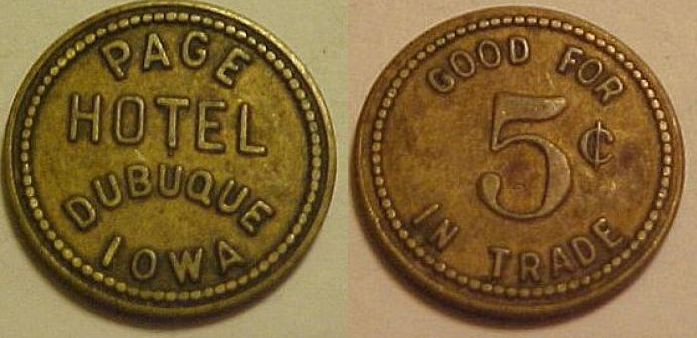 PAGE
HOTEL
DUBUQUE
IOWA
GOOD FOR
5¢
IN TRADE